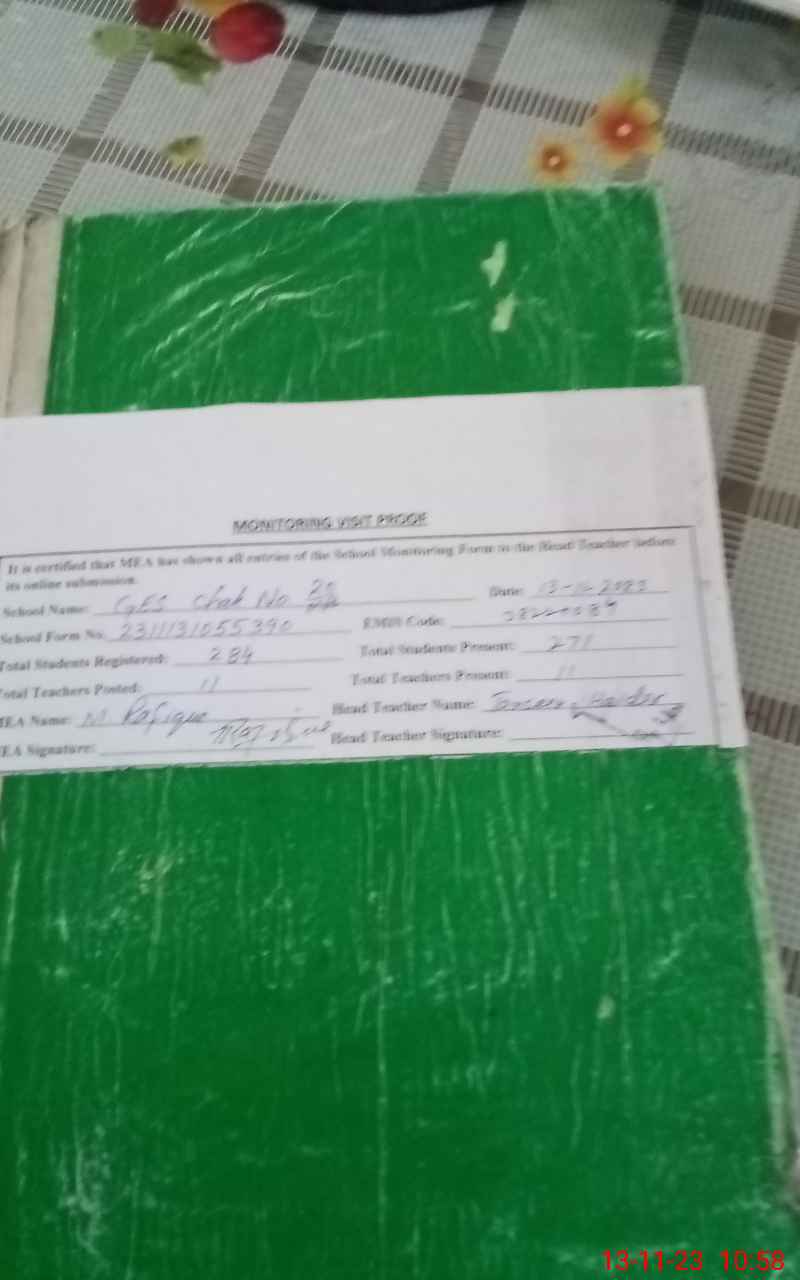 MONITORING VISIT PROOF
It is certified that MEA has shown all entries of the School Monitoring Form to the Head Teacher before
its online submission.
School Name: GES Chak No 20 Date: 13-11-2023
School Form No. 2311131055390 EMIS Code:
Total Students Registered: 284 Total Students Present: 271
Total Teachers Posted: 11 Total Teachers Present: 11
MEA Name: M Rafique Head Teacher Name: Haider
MEA Signature: Head Teacher Signature:
13-11-23 10:58